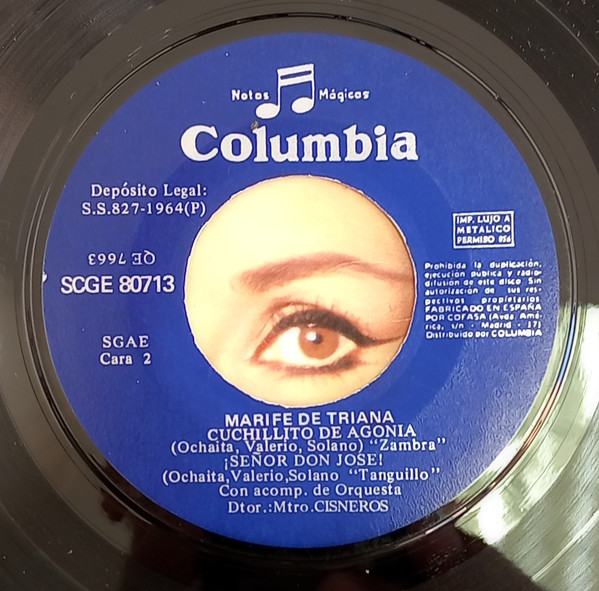 Notas Mágicas
Columbia
Depósito Legal:
S.S.827-1964(P)
QE 7663
SCGE 80713
SGAE
Cara 2
IMP. LUJO A
METALICO
PERMISO 056
Prohibida la duplicación,
ejecución pública y radio-
difusión de este disco Sin
autorización de sus res-
pectivos propietarios
FABRICADO EN ESPAÑA
POR COFASA (Avda Amé-
rica, s/n - Madrid - 17)
Distribuido por COLUMBIA
MARIFE DE TRIANA
CUCHILLITO DE AGONIA
(Ochaita, Valerio, Solano) “Zambra”
¡SEÑOR DON JOSE!
(Ochaita,Valerio,Solano “Tanguillo”
Con acomp. de Orquesta
Dtor.:Mtro.CISNEROS